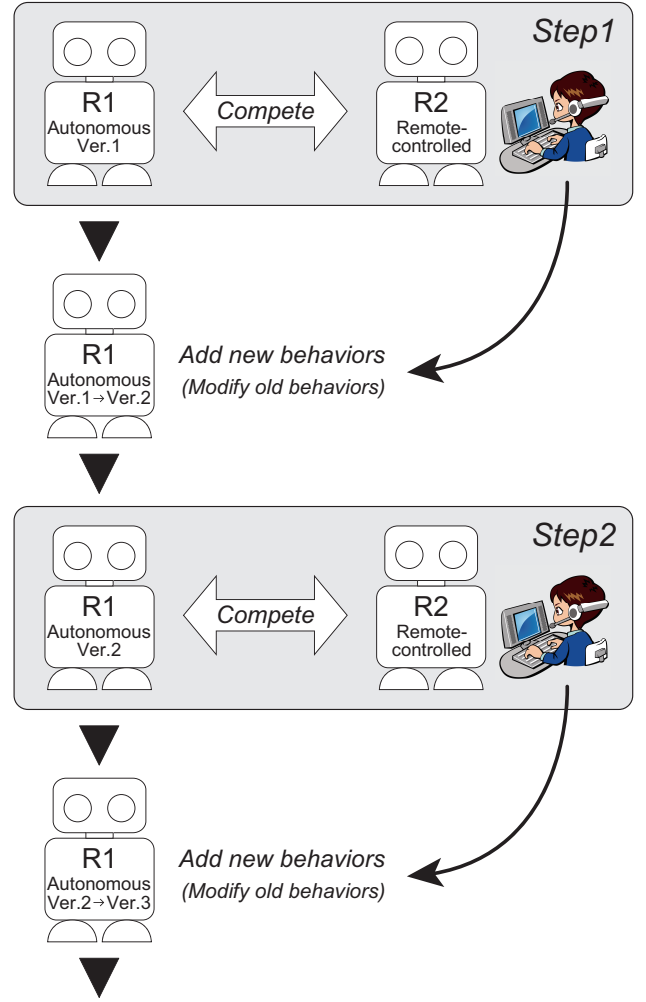 Step1
R1
Autonomous
Ver.1
Compete
R2
Remote-
controlled
R1
Autonomous
Ver.1→Ver.2
Add new behaviors
(Modify old behaviors)
Step2
R1
Autonomous
Ver.2
Compete
R2
Remote-
controlled
R1
Autonomous
Ver.2→Ver.3
Add new behaviors
(Modify old behaviors)